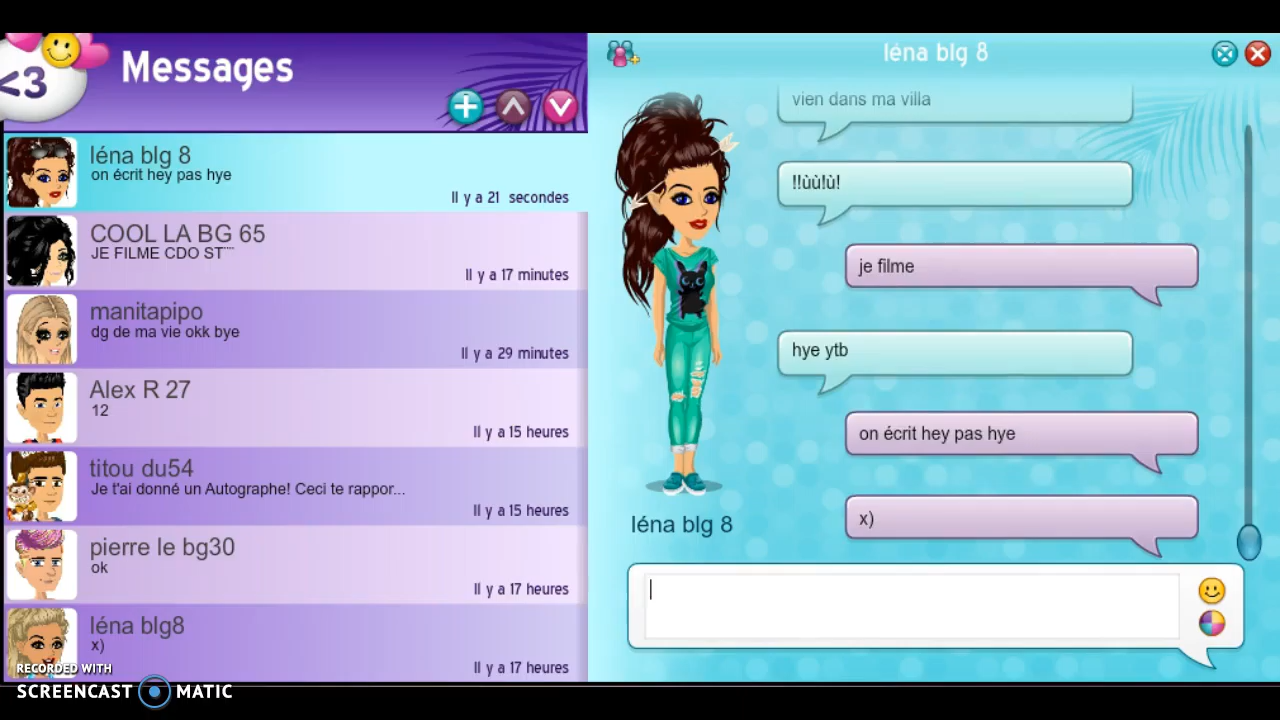 <3
Messages
léna blg 8
on écrit hey pas hye
Il y a 21 secondes
COOL LA BG 65
JE FILME CDO ST¨¨
Il y a 17 minutes
manitapipo
dg de ma vie okk bye
Il y a 29 minutes
Alex R 27
12
Il y a 15 heures
titou du54
Je t'ai donné un Autographe! Ceci te rappor...
Il y a 15 heures
pierre le bg30
ok
Il y a 17 heures
léna blg8
x)
Il y a 17 heures
léna blg 8
vien dans ma villa
!!ùù!ù!
je filme
hye ytb
on écrit hey pas hye
x)
léna blg 8
RECORDED WITH
SCREENCAST MATIC